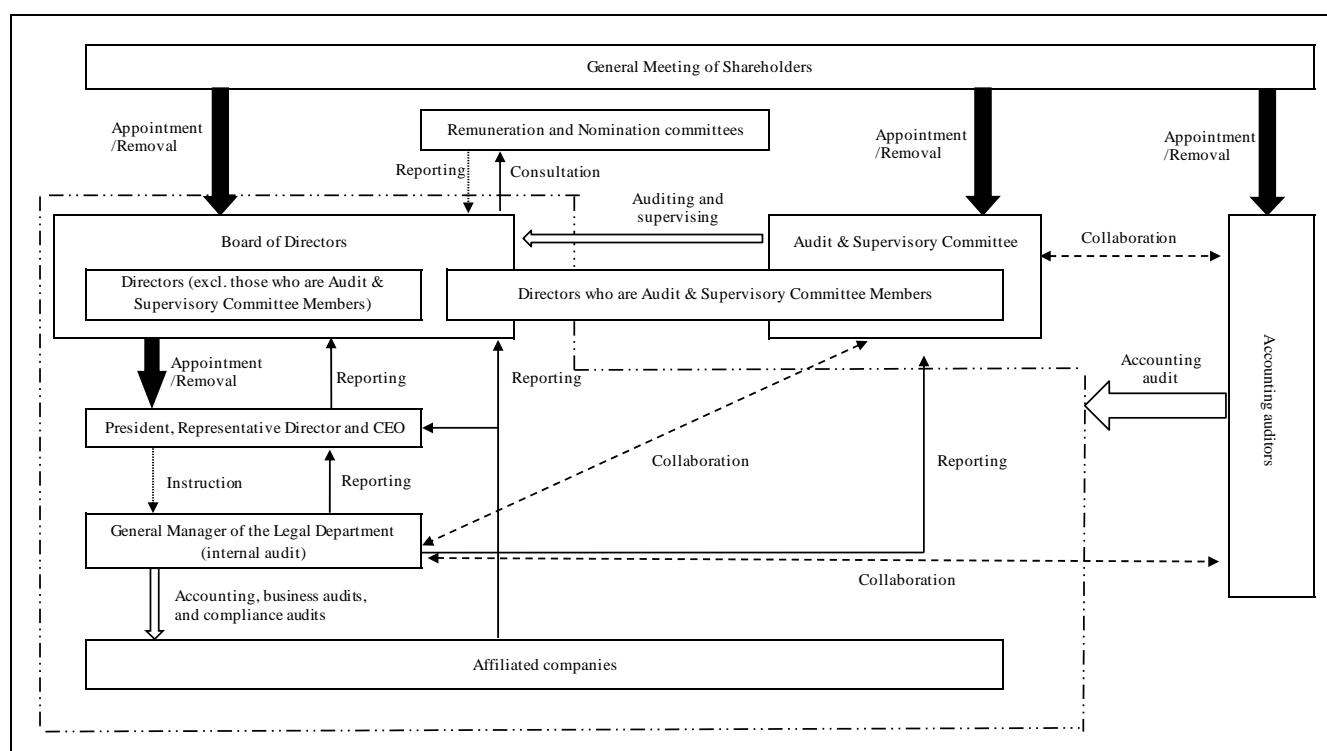 General Meeting of Shareholders
Appointment
/Removal
Remuneration and Nomination committees
Appointment
/Removal
Appointment
/Removal
Reporting
Consultation
Auditing and
supervising
Board of Directors
Audit & Supervisory Committee
Collaboration
Directors (excl. those who are Audit &
Supervisory Committee Members)
Directors who are Audit & Supervisory Committee Members
Appointment
/Removal
Reporting
Reporting
Accounting
audit
Accounting auditors
President, Representative Director and CEO
Collaboration
Reporting
Instruction
Reporting
General Manager of the Legal Department
(internal audit)
Collaboration
Accounting, business audits,
and compliance audits
Affiliated companies